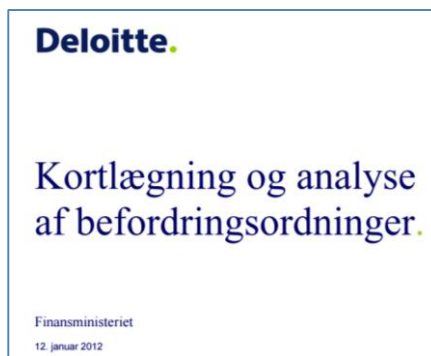 Deloitte.
Kortlægning og analyse
af befordringsordninger.
Finansministeriet
12. januar 2012